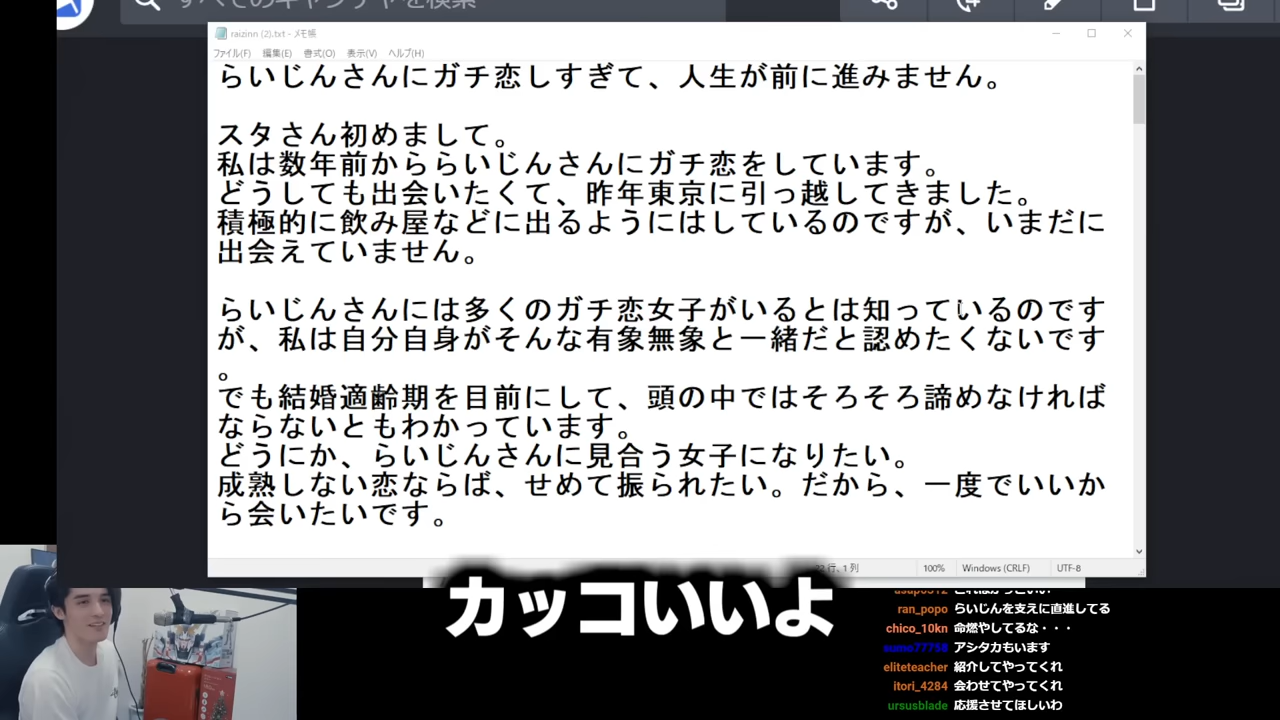 すべてのキャプチャを検索
raizinn (2).txt - メモ帳
ファイル(F) 編集(E) 書式(O) 表示(V) ヘルプ(H)
らいじんさんにガチ恋しすぎて、人生が前に進みません。
スタさん初めまして。
私は数年前かららいじんさんにガチ恋をしています。
どうしても出会いたくて、昨年東京に引っ越してきました。
積極的に飲み屋などに出るようにはしているのですが、いまだに
出会えていません。
らいじんさんには多くのガチ恋女子がいるとは知っているのです
が、私は自分自身がそんな有象無象と一緒だと認めたくないです
。
でも結婚適齢期を目前にして、頭の中ではそろそろ諦めなければ
ならないともわかっています。
どうにか、らいじんさんに見合う女子になりたい。
成熟しない恋ならば、せめて振られたい。だから、一度でいいか
ら会いたいです。
行、1 列 100% Windows (CRLF) UTF-8
カッコいいよ
ran_popo らいじんを支えに直進してる
chico_10kn 命燃やしてるな・・・
sumo77758 アシタカもいます
eliteteacher 紹介してやってくれ
itori_4284 会わせてやってくれ
ursusblade 応援させてほしいわ